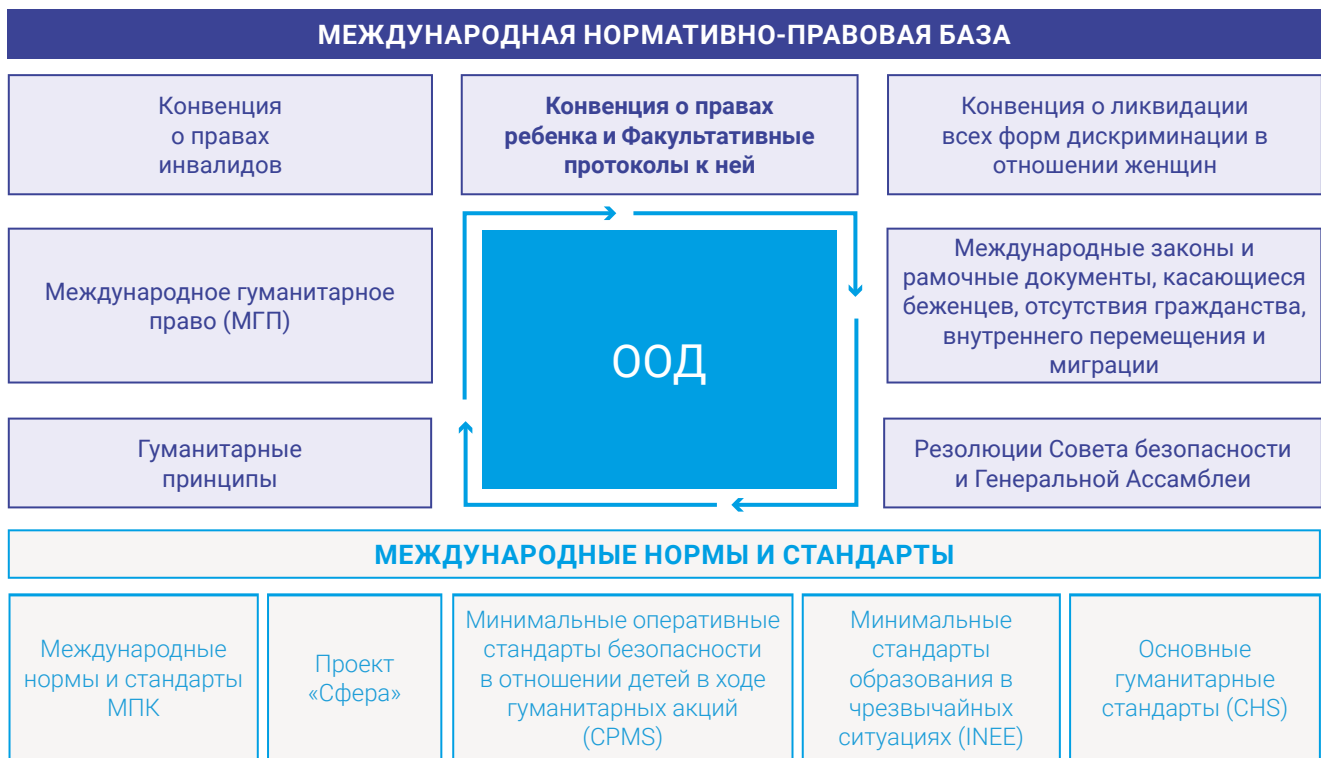 МЕЖДУНАРОДНАЯ НОРМАТИВНО-ПРАВОВАЯ БАЗА
Конвенция
о правах
инвалидов
Конвенция о правах
ребенка и Факультативные
протоколы к ней
Конвенция о ликвидации
всех форм дискриминации в
отношении женщин
Международное гуманитарное
право (МГП)
ООД
Международные законы и
рамочные документы, касающиеся
беженцев, отсутствия гражданства,
внутреннего перемещения и
миграции
Гуманитарные
принципы
Резолюции Совета безопасности
и Генеральной Ассамблеи
МЕЖДУНАРОДНЫЕ НОРМЫ И СТАНДАРТЫ
Международные
нормы и стандарты
МПК
Проект
«Сфера»
Минимальные оперативные
стандарты безопасности
в отношении детей в ходе
гуманитарных акций
(CPMS)
Минимальные
стандарты
образования в
чрезвычайных
ситуациях (INEE)
Основные
гуманитарные
стандарты (CHS)